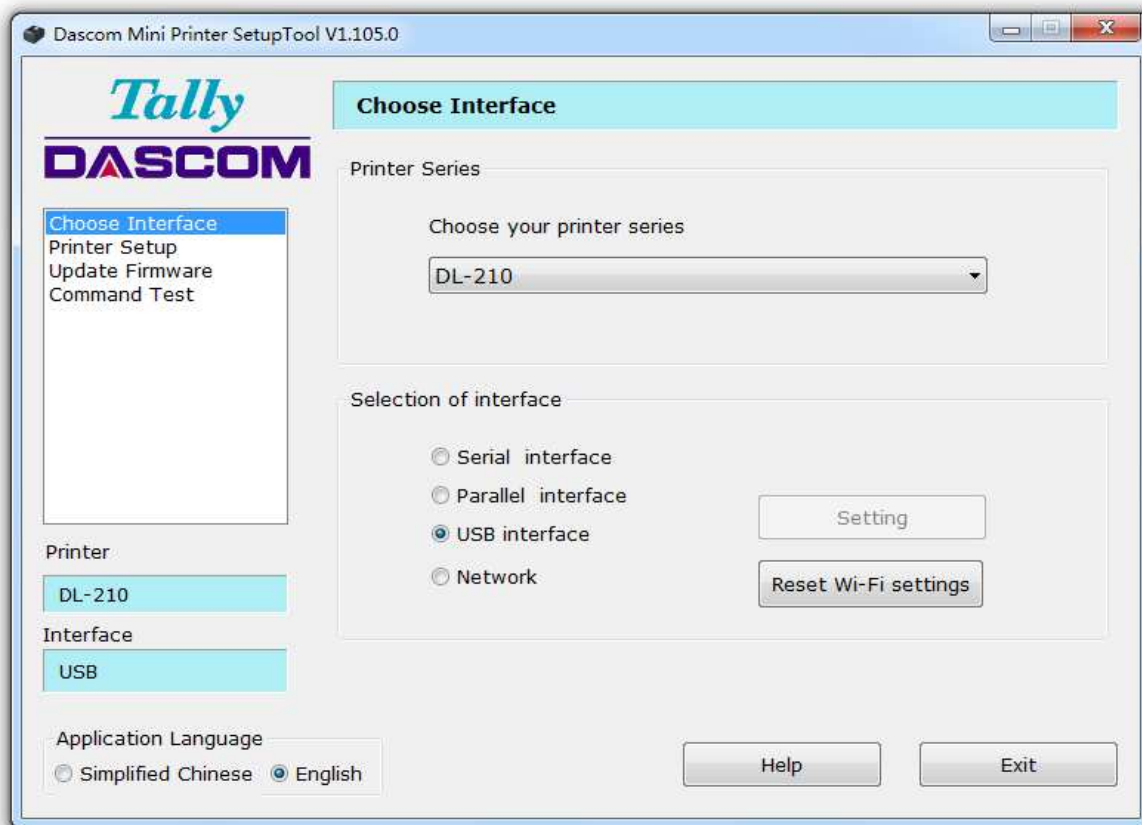 Dascom Mini Printer SetupTool V1.105.0
Tally
DASCOM
Choose Interface
Printer Setup
Update Firmware
Command Test
Printer
DL-210
Interface
USB
Application Language
Simplified Chinese English
Choose Interface
Printer Series
Choose your printer series
DL-210
Selection of interface
Serial interface
Parallel interface
USB interface
Network
Setting
Reset Wi-Fi settings
Help
Exit